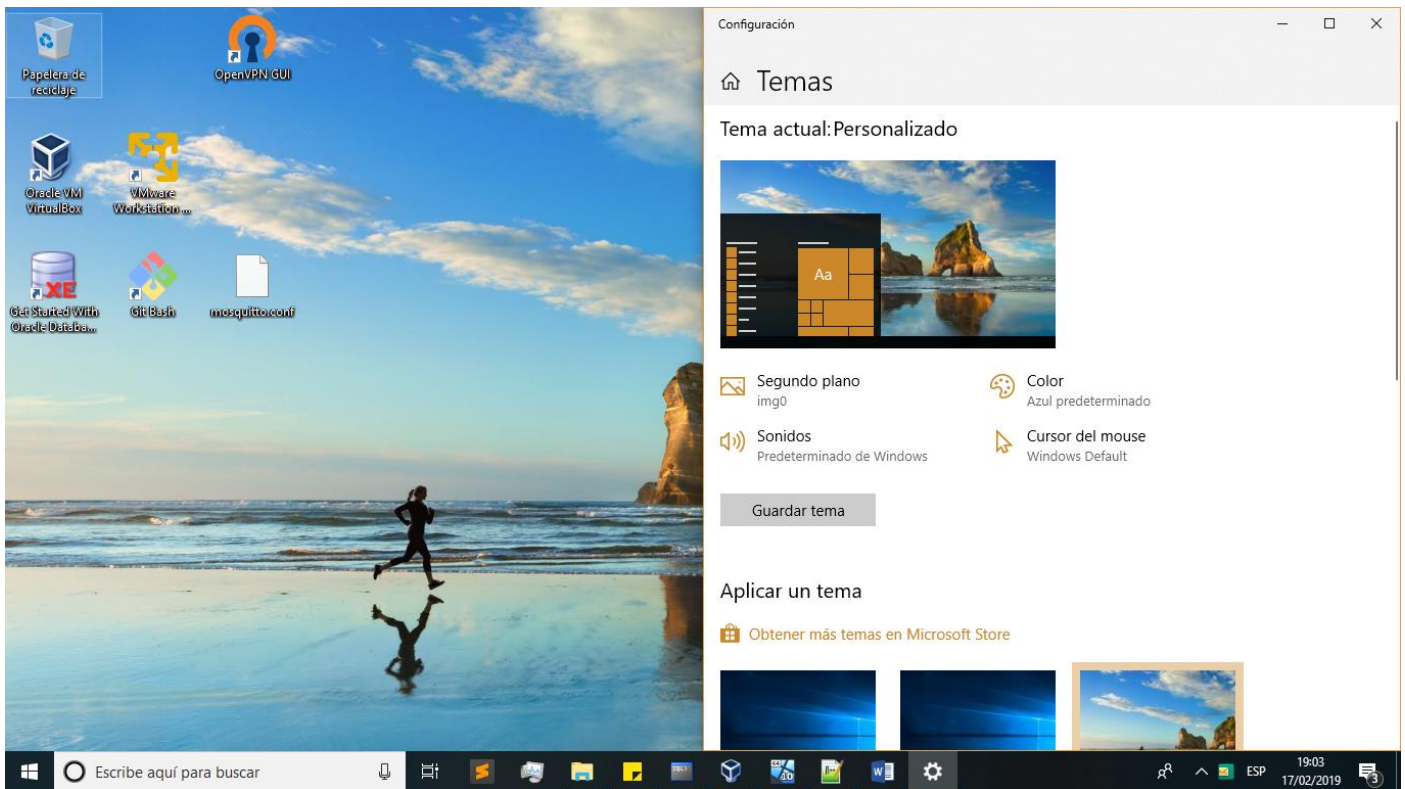 Papelera de
reciclaje
OpenVPN GUI
Oracle VM
VirtualBox
VMware
Workstation ...
XE
Get Started With
Oracle Databa...
Git Bash
mosquitto.conf
Configuración
Temas
Tema actual: Personalizado
Aa
Segundo plano
img0
Color
Azul predeterminado
Sonidos
Predeterminado de Windows
Cursor del mouse
Windows Default
Guardar tema
Aplicar un tema
Obtener más temas en Microsoft Store
Escribe aquí para buscar
ESP
19:03
17/02/2019
3